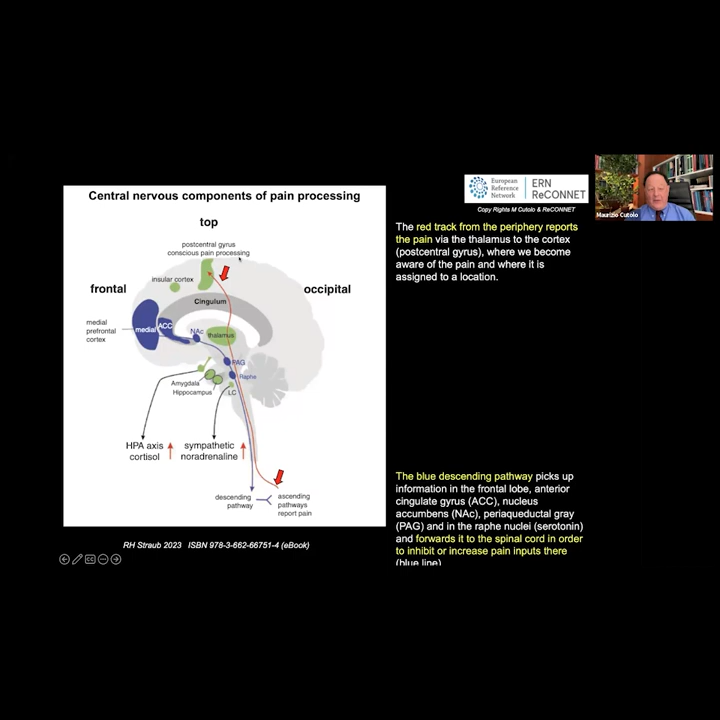 Central nervous components of pain processing
top
postcentral gyrus
conscious pain processing
insular cortex
frontal
occipital
Cingulum
medial
prefrontal
cortex
medial
ACC
NAc
thalamus
PAG
Raphe
Amygdala
Hippocampus
LC
HPA axis
cortisol
sympathetic
noradrenaline
descending
pathway
ascending
pathways
report pain
RH Straub 2023 ISBN 978-3-662-66751-4 (eBook)
European
Reference
Network
ERN
ReCONNET
Copy Rights M Cutolo & ReCONNET
Maurizio Cutolo
The red track from the periphery reports
the pain via the thalamus to the cortex
(postcentral gyrus), where we become
aware of the pain and where it is
assigned to a location.
The blue descending pathway picks up
information in the frontal lobe, anterior
cingulate gyrus (ACC), nucleus
accumbens (NAc), periaqueductal gray
(PAG) and in the raphe nuclei (serotonin)
and forwards it to the spinal cord in order
to inhibit or increase pain inputs there
(blue line)